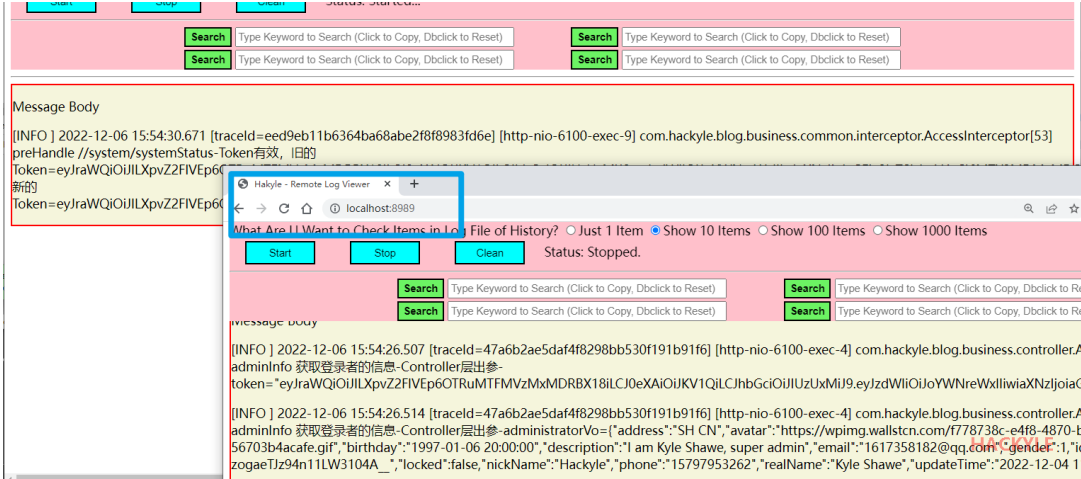 Start Stop Clean Status: Started...
Search Type Keyword to Search (Click to Copy, Dbclick to Reset) Search Type Keyword to Search (Click to Copy, Dbclick to Reset)
Search Type Keyword to Search (Click to Copy, Dbclick to Reset) Search Type Keyword to Search (Click to Copy, Dbclick to Reset)
Message Body
[INFO ] 2022-12-06 15:54:30.671 [traceId=eed9eb11b6364ba68abe2f8f8983fd6e] [http-nio-6100-exec-9] com.hackyle.blog.business.common.interceptor.AccessInterceptor[53]
preHandle //system/systemStatus-Token有效，旧的
新的
Hakyle - Remote Log Viewer
localhost:8989
What Are U Want to Check Items in Log File of History? Just 1 Item Show 10 Items Show 100 Items Show 1000 Items
Start Stop Clean Status: Stopped.
Search Type Keyword to Search (Click to Copy, Dbclick to Reset) Search Type Keyword to Search (Click to Copy, Dbclick to Re
Search Type Keyword to Search (Click to Copy, Dbclick to Reset) Search Type Keyword to Search (Click to Copy, Dbclick to Re
Message Body
[INFO ] 2022-12-06 15:54:26.507 [traceId=47a6b2ae5daf4f8298bb530f191b91f6] [http-nio-6100-exec-4] com.hackyle.blog.business.controller.A
adminInfo 获取登录者的信息-Controller层出参-
[INFO ] 2022-12-06 15:54:26.514 [traceId=47a6b2ae5daf4f8298bb530f191b91f6] [http-nio-6100-exec-4] com.hackyle.blog.business.controller.A
adminInfo 获取登录者的信息-Controller层出参-administratorVo={"address":"SH CN","avatar":"https://wpimg.wallstcn.com/f778738c-e4f8-4870-b
56703b4acafe.gif","birthday":"1997-01-06 20:00:00","description":"I am Kyle Shawe, super admin","email":"1617358182@qq.com","gender":1,"i
zogaeTJz94n11LW3104A__","locked":false,"nickName":"Hackyle","phone":"15797953262","realName":"Kyle Shawe","updateTime":"2022-12-04 1
HACKYLE